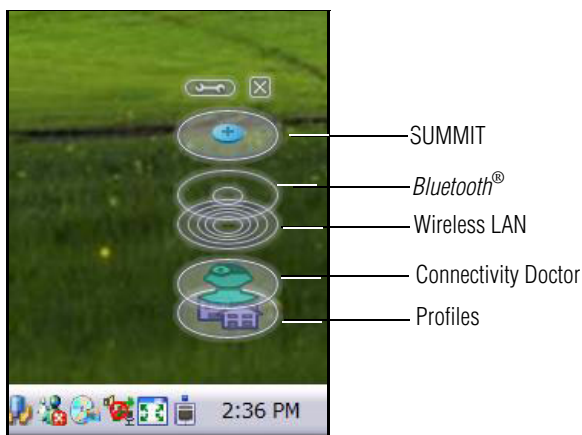 SUMMIT
Bluetooth®
Wireless LAN
Connectivity Doctor
Profiles
2:36 PM